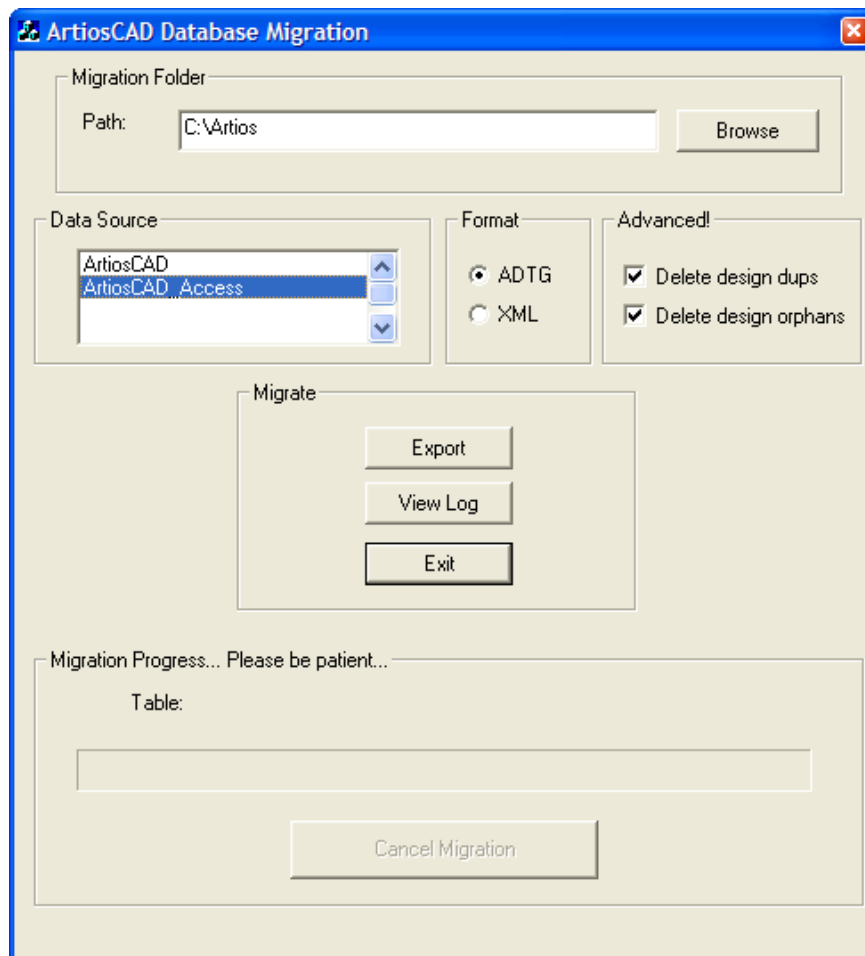 ArtiosCAD Database Migration
Migration Folder
Path:
C:\Artios
Browse
Data Source
ArtiosCAD
ArtiosCAD_Access
Format
ADTG
XML
Advanced!
Delete design dups
Delete design orphans
Migrate
Export
View Log
Exit
Migration Progress... Please be patient...
Table:
Cancel Migration